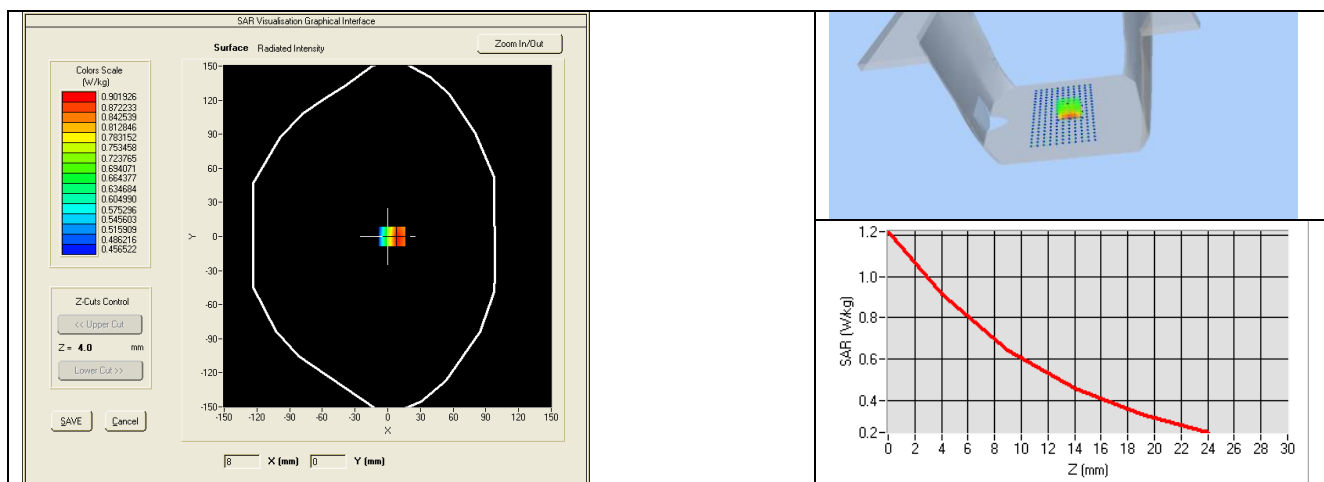 SAR Visualisation Graphical Interface
Surface Radiated Intensity
Zoom In/Out
Colors Scale
(W/kg)
0.901926
0.872233
0.842539
0.812846
0.783152
0.753458
0.723765
0.694071
0.664377
0.634684
0.604990
0.575296
0.545603
0.515909
0.486216
0.456522
Z-Cuts Control
<< Upper Cut
Z = 4.0 mm
Lower Cut >>
SAVE Cancel
150
120
90
60
30
0
-30
-60
-90
-120
-150
Y
-150 -120 -90 -60 -30 0 30 60 90 120 150
X
8 X (mm) 0 Y (mm)
1.2
1.0
0.8
0.6
0.4
0.2
SAR (W/kg)
0 2 4 6 8 10 12 14 16 18 20 22 24 26 28 30
Z (mm)